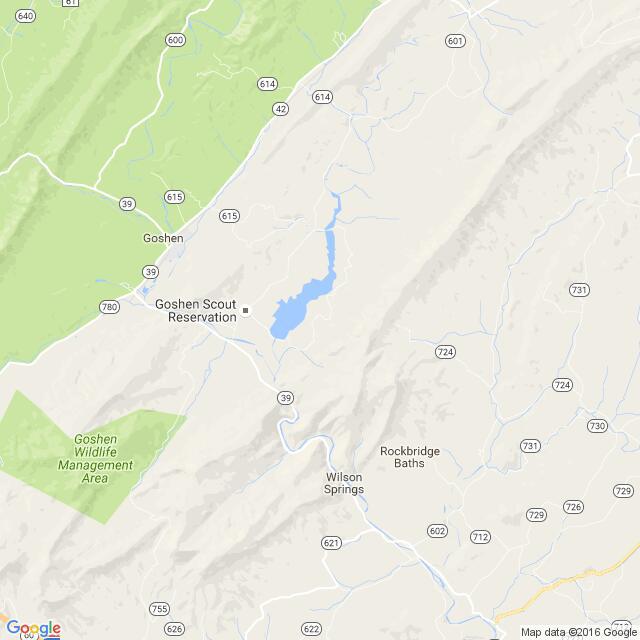 61
640
600
601
614
614
42
39
615
615
Goshen
39
731
780
Goshen Scout
Reservation
724
724
39
730
731
Goshen
Wildlife
Management
Area
Rockbridge
Baths
Wilson
Springs
729
726
729
602
712
621
755
626
622
60
Google
Map data ©2016 Google